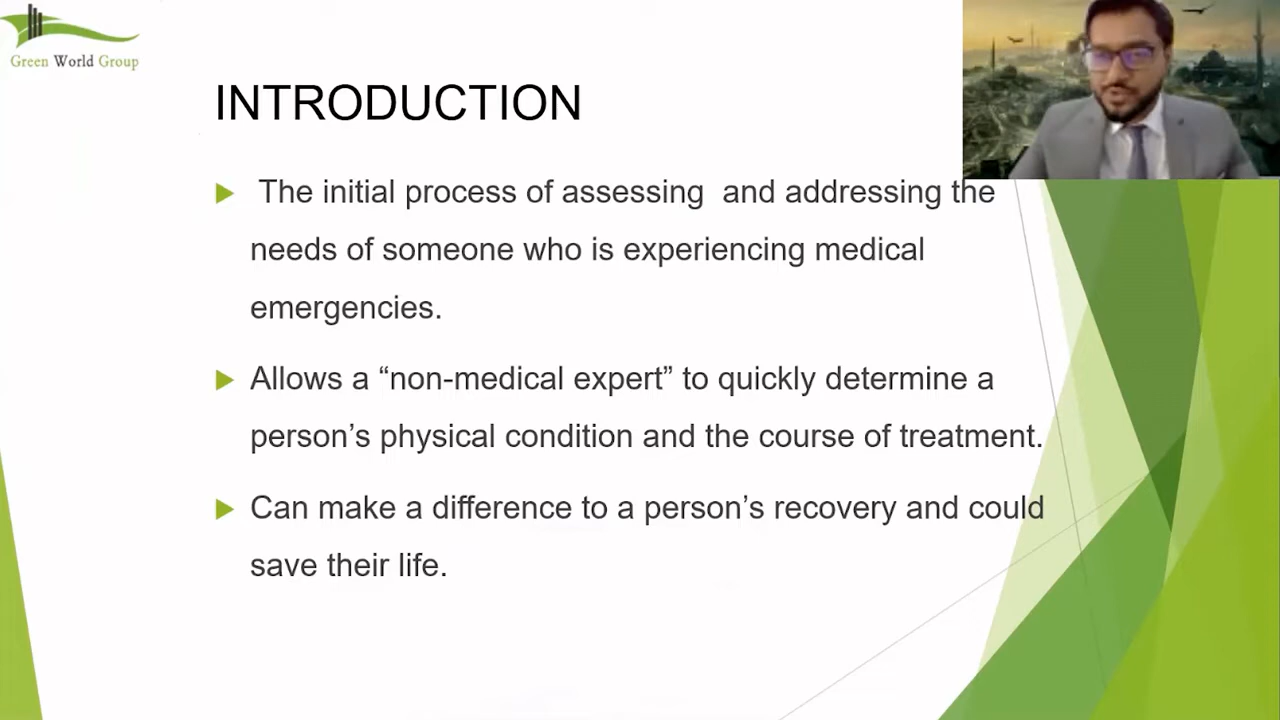 Green World Group
INTRODUCTION
The initial process of assessing and addressing the
needs of someone who is experiencing medical
emergencies.
Allows a “non-medical expert” to quickly determine a
person’s physical condition and the course of treatment.
Can make a difference to a person’s recovery and could
save their life.